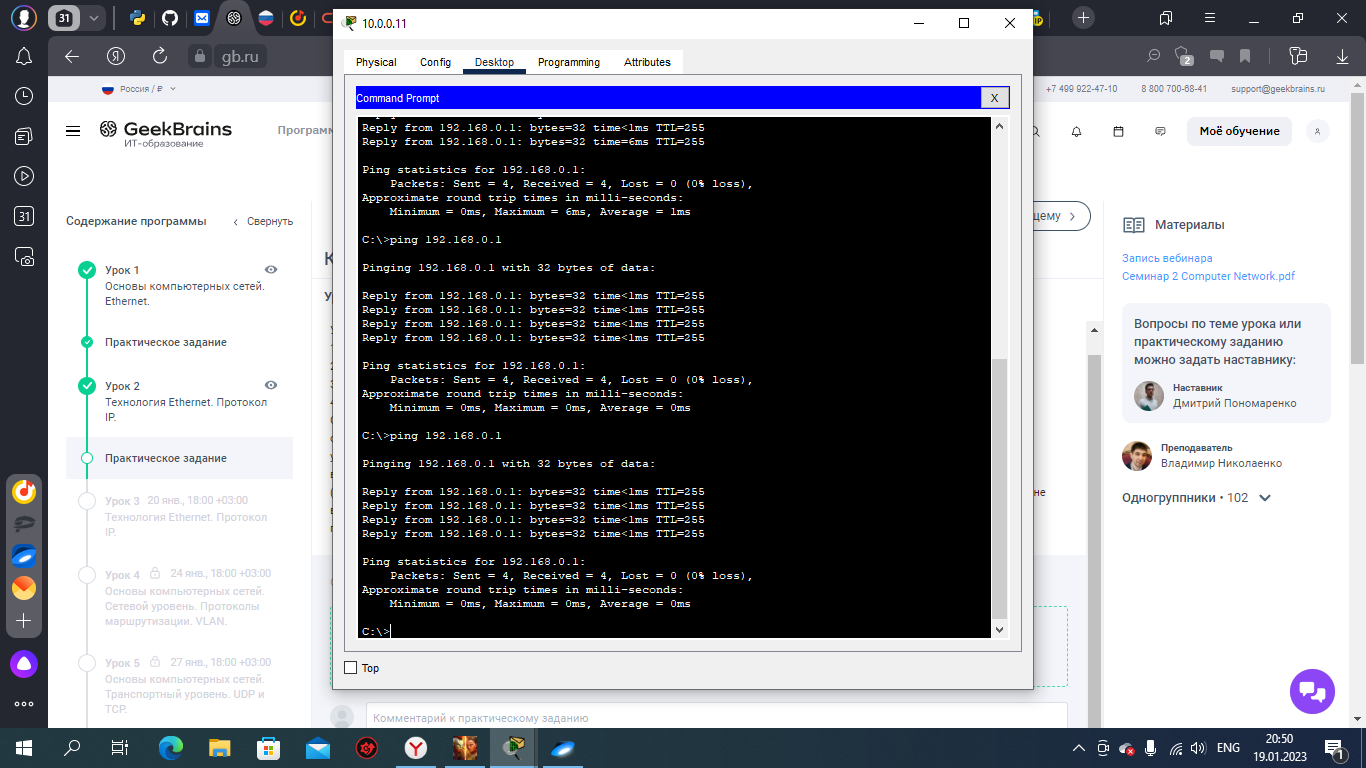 31
10.0.0.11
gb.ru
2
Physical
Config
Desktop
Programming
Attributes
Россия / ₽
+7 499 922-47-10
8 800 700-68-41
support@geekbrains.ru
GeekBrains
ИТ-образование
Моё обучение
Command Prompt
X
Reply from 192.168.0.1: bytes=32 time<1ms TTL=255
Reply from 192.168.0.1: bytes=32 time=6ms TTL=255
Ping statistics for 192.168.0.1:
Packets: Sent = 4, Received = 4, Lost = 0 (0% loss),
Approximate round trip times in milli-seconds:
Minimum = 0ms, Maximum = 6ms, Average = 1ms
C:\>ping 192.168.0.1
Pinging 192.168.0.1 with 32 bytes of data:
Reply from 192.168.0.1: bytes=32 time<1ms TTL=255
Reply from 192.168.0.1: bytes=32 time<1ms TTL=255
Reply from 192.168.0.1: bytes=32 time<1ms TTL=255
Reply from 192.168.0.1: bytes=32 time<1ms TTL=255
Ping statistics for 192.168.0.1:
Packets: Sent = 4, Received = 4, Lost = 0 (0% loss),
Approximate round trip times in milli-seconds:
Minimum = 0ms, Maximum = 0ms, Average = 0ms
C:\>ping 192.168.0.1
Pinging 192.168.0.1 with 32 bytes of data:
Reply from 192.168.0.1: bytes=32 time<1ms TTL=255
Reply from 192.168.0.1: bytes=32 time<1ms TTL=255
Reply from 192.168.0.1: bytes=32 time<1ms TTL=255
Reply from 192.168.0.1: bytes=32 time<1ms TTL=255
Ping statistics for 192.168.0.1:
Packets: Sent = 4, Received = 4, Lost = 0 (0% loss),
Approximate round trip times in milli-seconds:
Minimum = 0ms, Maximum = 0ms, Average = 0ms
C:\>
Top
Содержание программы
Свернуть
Урок 1
Основы компьютерных сетей.
Ethernet.
Практическое задание
Урок 2
Технология Ethernet. Протокол
IP.
Практическое задание
Урок 3 20 янв., 18:00 +03:00
Технология Ethernet. Протокол
IP.
Урок 4 24 янв., 18:00 +03:00
Основы компьютерных сетей.
Сетевой уровень. Протоколы
маршрутизации. VLAN.
Урок 5 27 янв., 18:00 +03:00
Основы компьютерных сетей.
Транспортный уровень. UDP и
TCP.
31
Материалы
Запись вебинара
Семинар 2 Computer Network.pdf
Вопросы по теме урока или
практическому заданию
можно задать наставнику:
Наставник
Дмитрий Пономаренко
Преподаватель
Владимир Николаенко
Одногруппники • 102
не
Комментарий к практическому заданию
ENG
20:50
19.01.2023
1